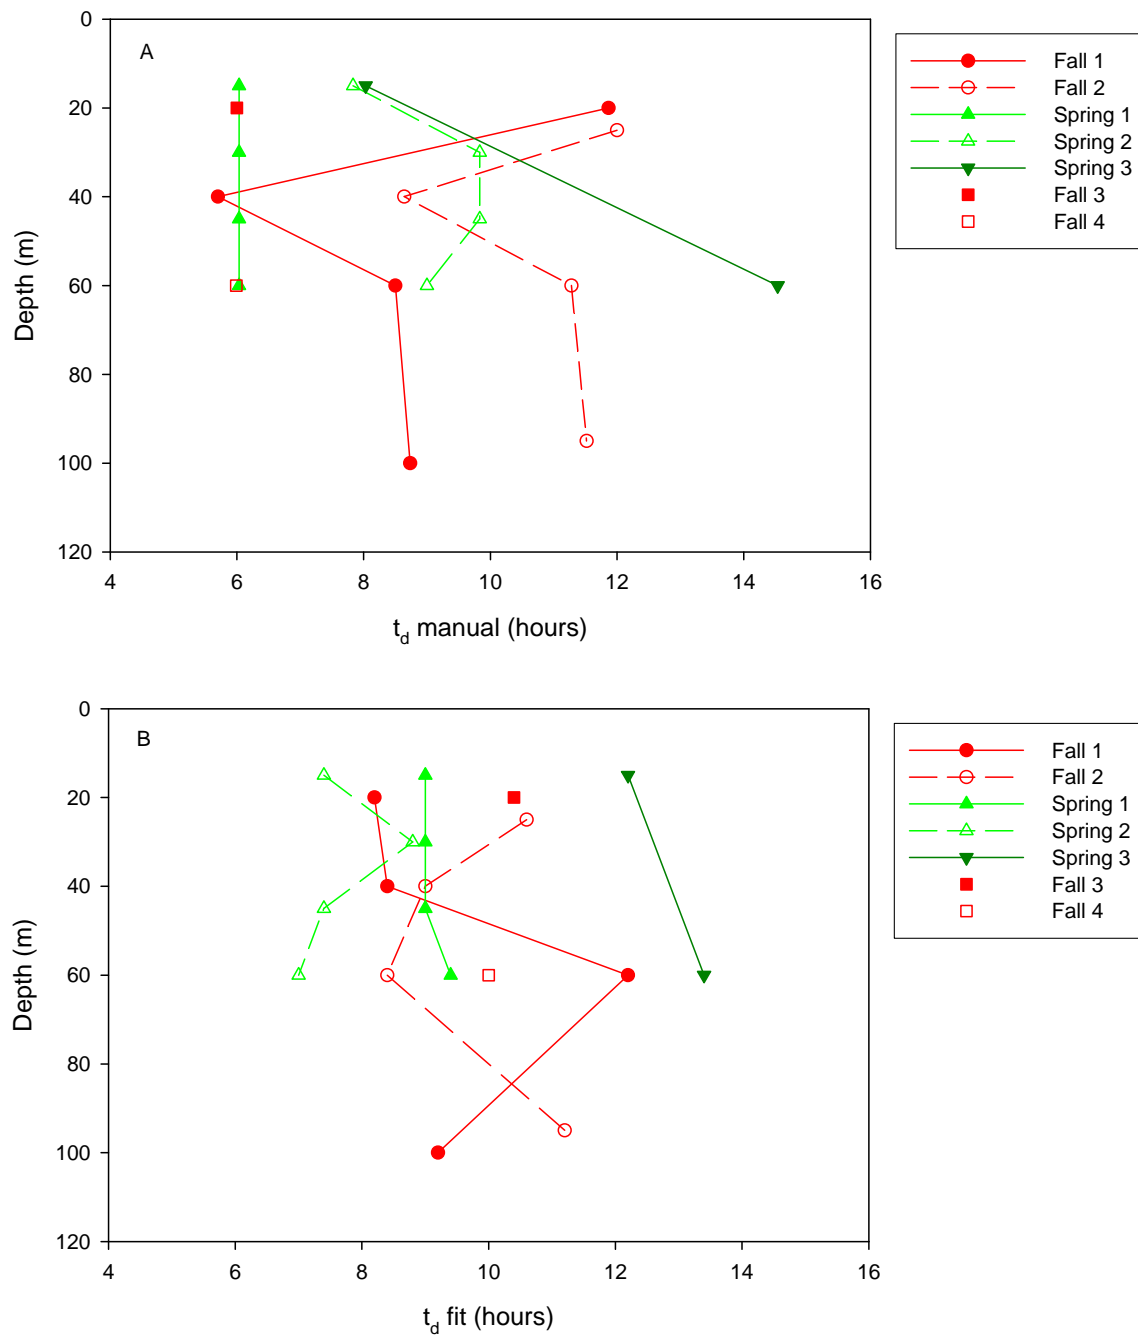 A
0
20
40
60
80
100
120
Depth (m)
4 6 8 10 12 14 16
t_d manual (hours)
Fall 1
Fall 2
Spring 1
Spring 2
Spring 3
Fall 3
Fall 4
B
0
20
40
60
80
100
120
Depth (m)
4 6 8 10 12 14 16
t_d fit (hours)
Fall 1
Fall 2
Spring 1
Spring 2
Spring 3
Fall 3
Fall 4